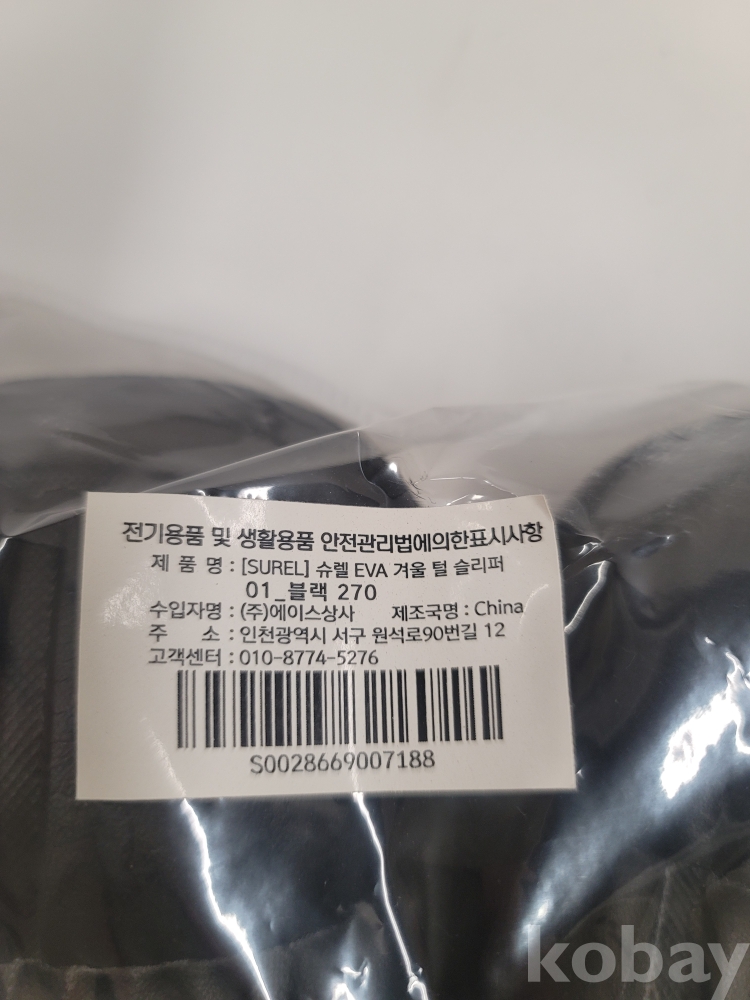 전기용품 및 생활용품 안전관리법에의한표시사항
제 품 명 : [SUREL] 슈렐 EVA 겨울 털 슬리퍼
01_블랙 270
수입자명 : (주)에이스상사 제조국명 : China
주 소 : 인천광역시 서구 원석로90번길 12
고객센터 : 010-8774-5276
S0028669007188
kobay